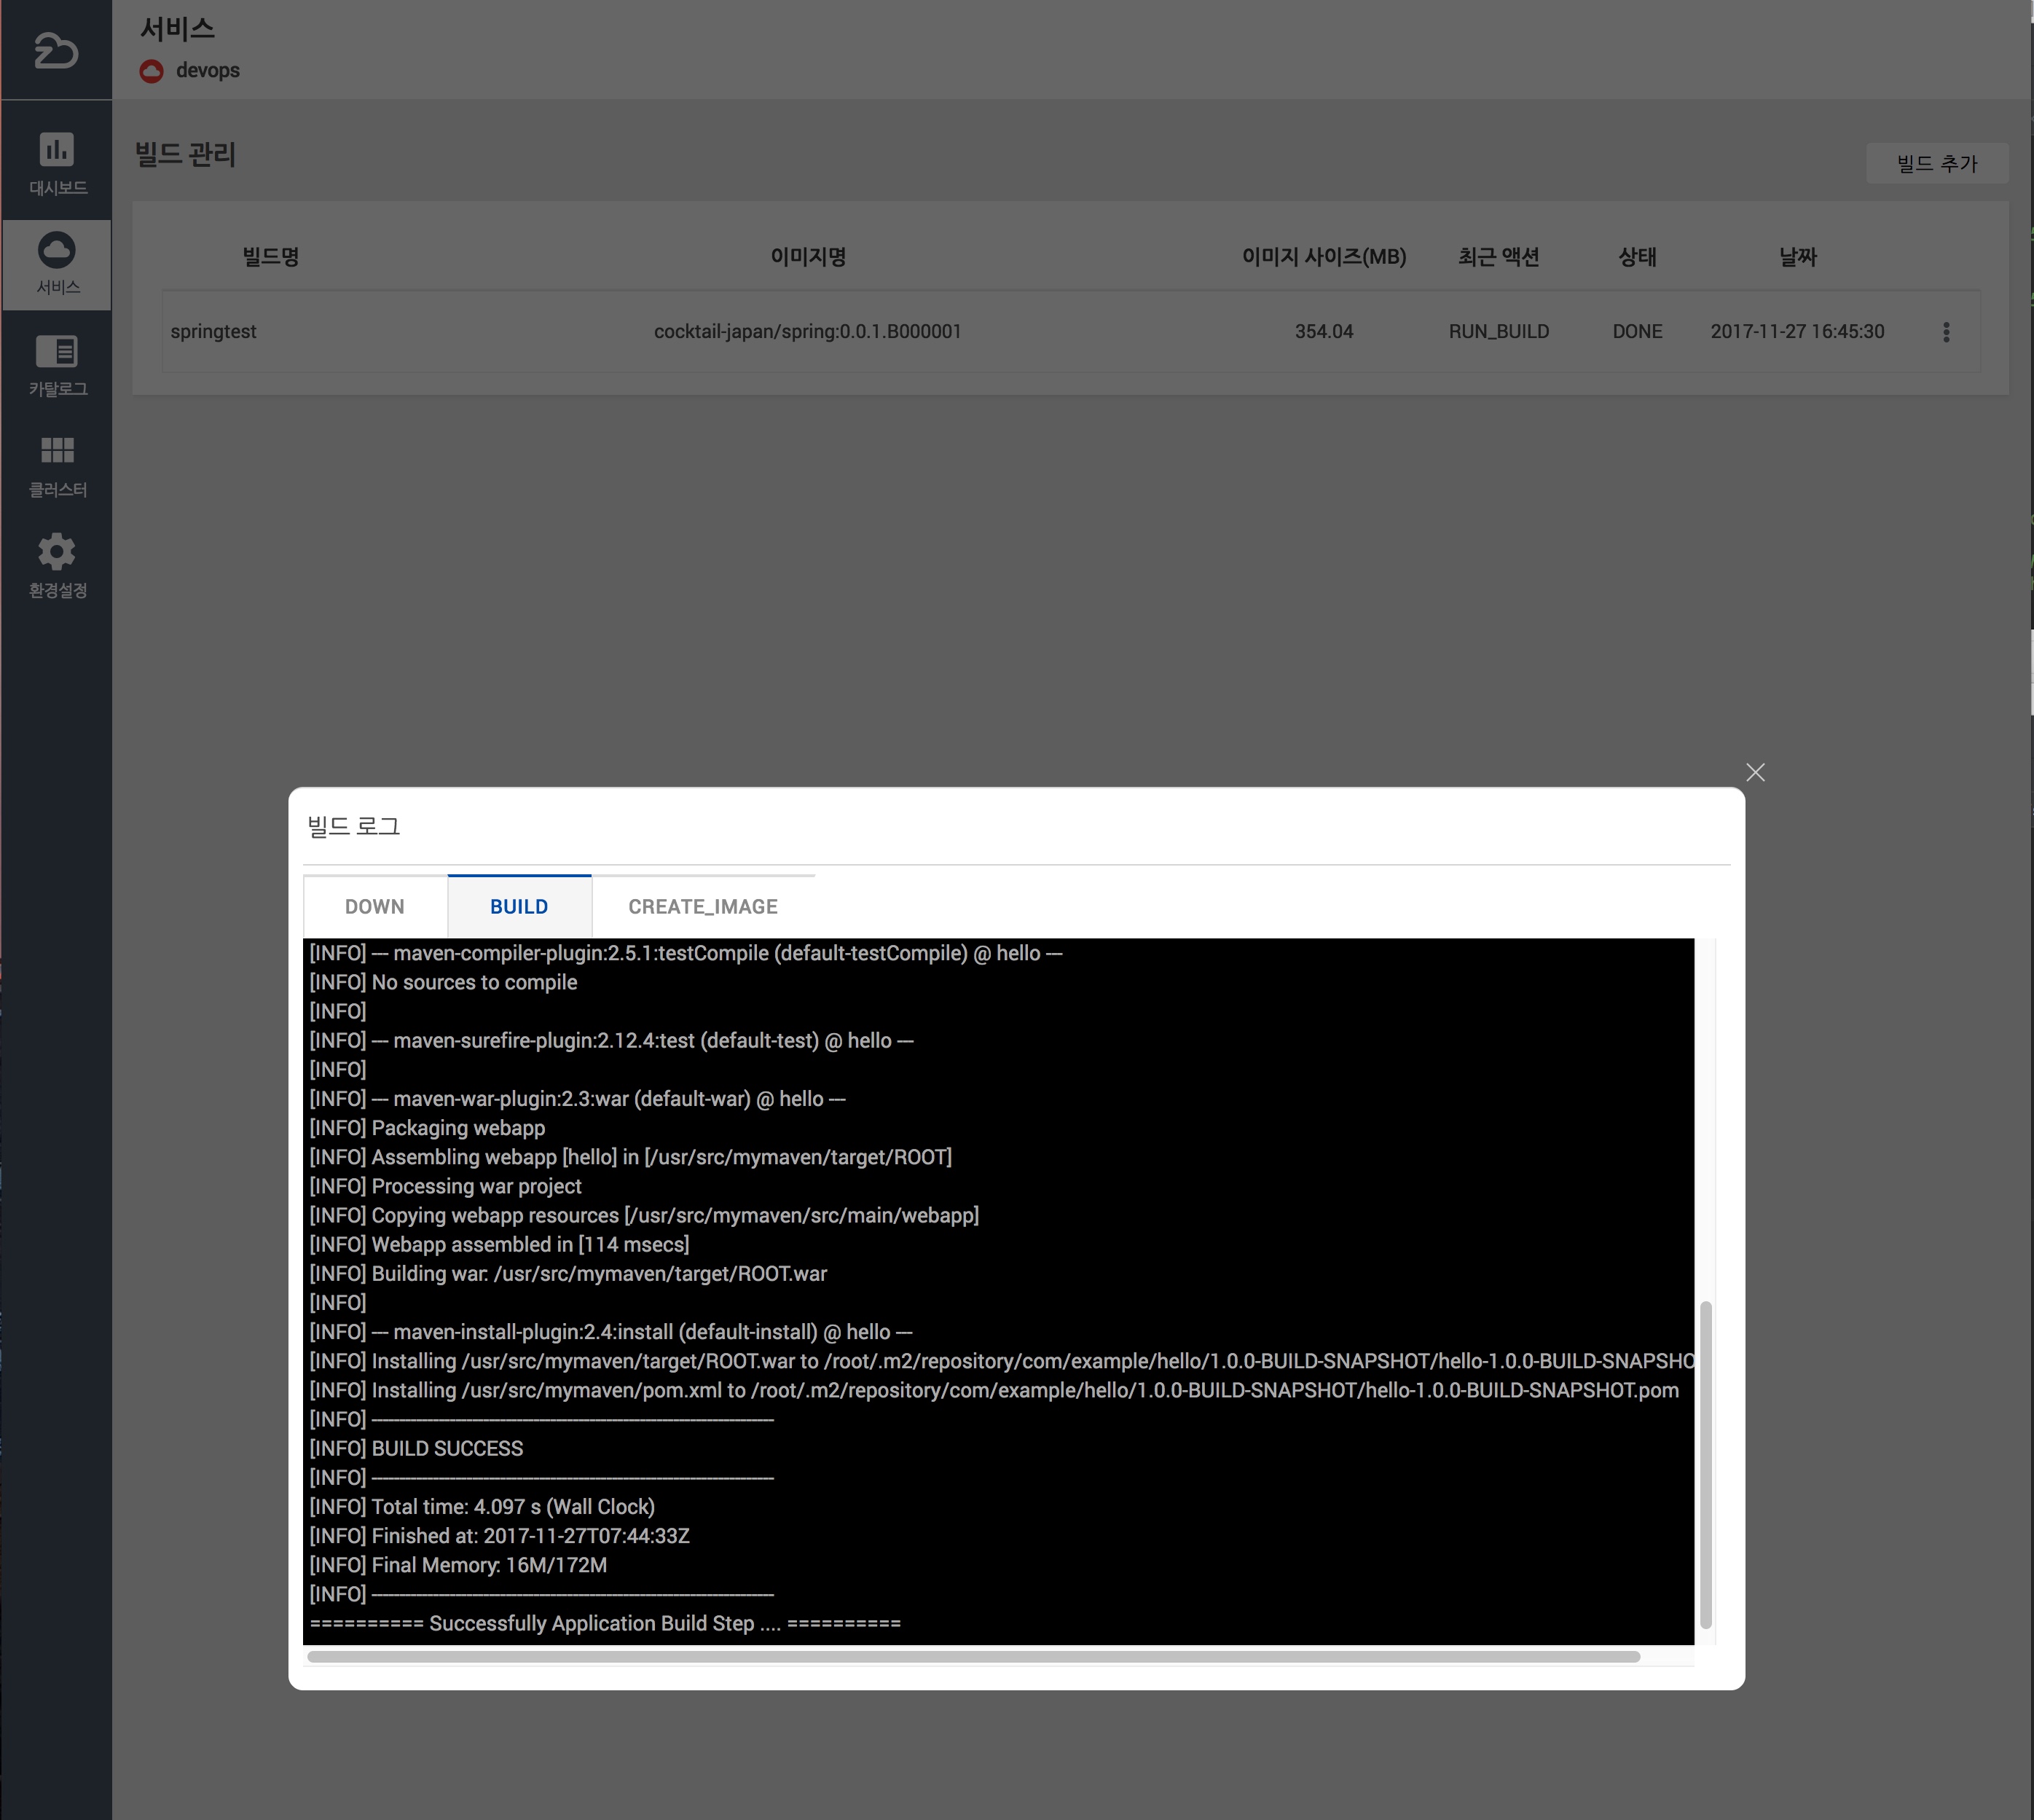 서비스
devops
대시보드
서비스
카탈로그
클러스터
환경설정
빌드 관리
빌드 추가
빌드명 이미지명 이미지 사이즈(MB) 최근 액션 상태 날짜
springtest cocktail-japan/spring:0.0.1.B000001 354.04 RUN_BUILD DONE 2017-11-27 16:45:30
빌드 로그
DOWN BUILD CREATE_IMAGE
[INFO] --- maven-compiler-plugin:2.5.1:testCompile (default-testCompile) @ hello ---
[INFO] No sources to compile
[INFO]
[INFO] --- maven-surefire-plugin:2.12.4:test (default-test) @ hello ---
[INFO]
[INFO] --- maven-war-plugin:2.3:war (default-war) @ hello ---
[INFO] Packaging webapp
[INFO] Assembling webapp [hello] in [/usr/src/mymaven/target/ROOT]
[INFO] Processing war project
[INFO] Copying webapp resources [/usr/src/mymaven/src/main/webapp]
[INFO] Webapp assembled in [114 msecs]
[INFO] Building war: /usr/src/mymaven/target/ROOT.war
[INFO]
[INFO] --- maven-install-plugin:2.4:install (default-install) @ hello ---
[INFO] Installing /usr/src/mymaven/target/ROOT.war to /root/.m2/repository/com/example/hello/1.0.0-BUILD-SNAPSHOT/hello-1.0.0-BUILD-SNAPSHO
[INFO] Installing /usr/src/mymaven/pom.xml to /root/.m2/repository/com/example/hello/1.0.0-BUILD-SNAPSHOT/hello-1.0.0-BUILD-SNAPSHOT.pom
[INFO] ------------------------------------------------------------------------
[INFO] BUILD SUCCESS
[INFO] ------------------------------------------------------------------------
[INFO] Total time: 4.097 s (Wall Clock)
[INFO] Finished at: 2017-11-27T07:44:33Z
[INFO] Final Memory: 16M/172M
[INFO] ------------------------------------------------------------------------
========== Successfully Application Build Step .... ==========